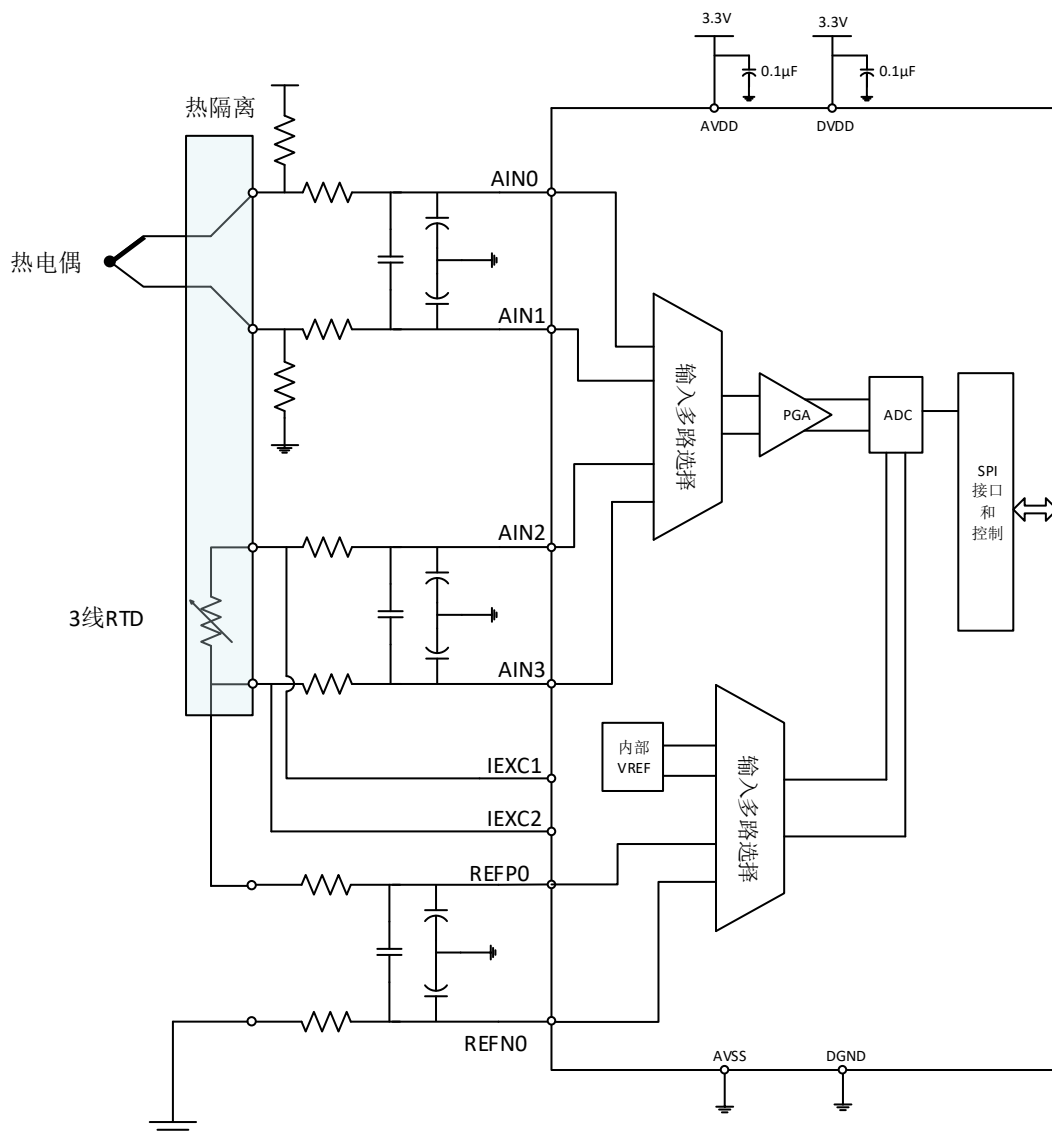 3.3V
3.3V
0.1µF
0.1µF
AVDD
DVDD
热隔离
AIN0
热电偶
AIN1
输入多路选择
PGA
ADC
SPI
接口
和
控制
AIN2
3线RTD
AIN3
内部
VREF
输入多路选择
IEXC1
IEXC2
REFP0
REFN0
AVSS
DGND